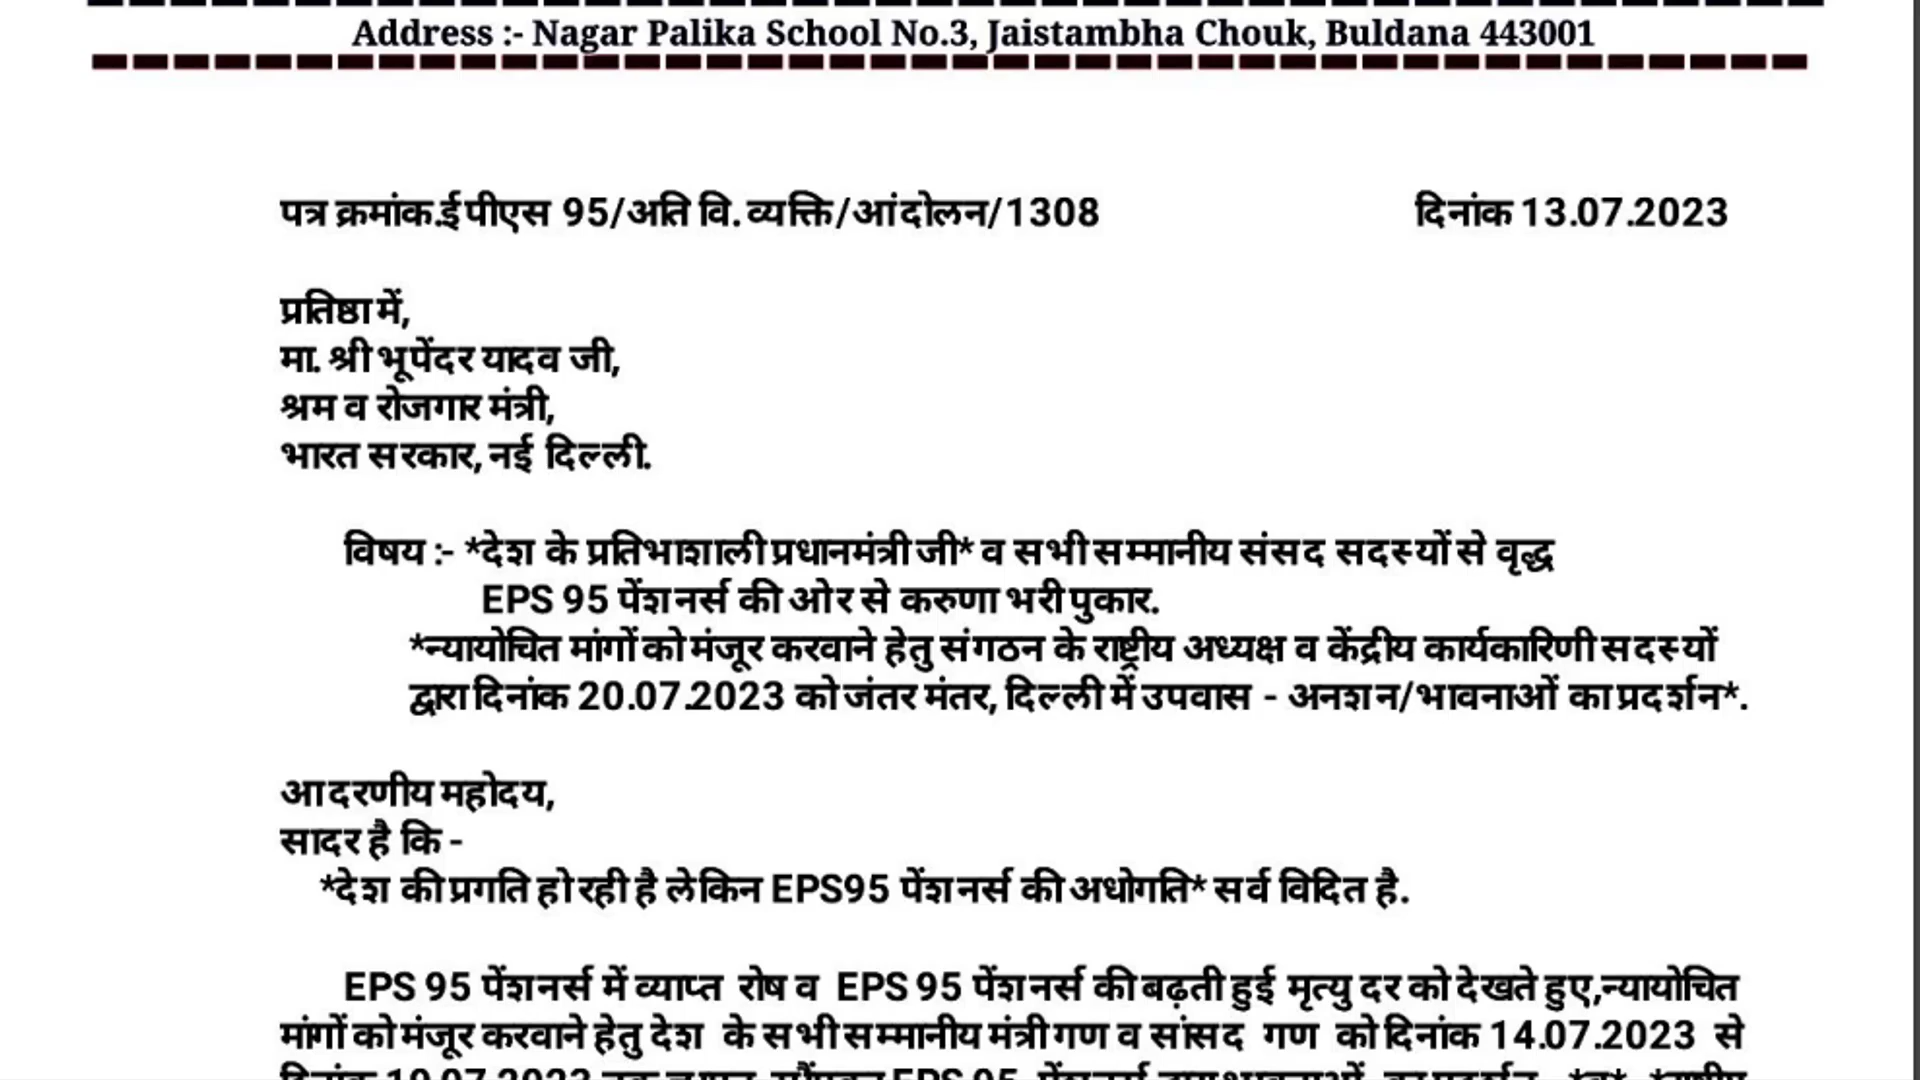 Address :- Nagar Palika School No.3, Jaistambha Chouk, Buldana 443001
पत्र क्रमांक.ईपीएस 95/अति वि. व्यक्ति/आंदोलन/1308 दिनांक 13.07.2023
प्रतिष्ठा में,
मा. श्री भूपेंदर यादव जी,
श्रम व रोजगार मंत्री,
भारत सरकार, नई दिल्ली.
विषय :- *देश के प्रतिभाशाली प्रधानमंत्री जी* व सभी सम्मानीय संसद सदस्यों से वृद्ध
EPS 95 पेंशनर्स की ओर से करुणा भरी पुकार.
*न्यायोचित मांगों को मंजूर करवाने हेतु संगठन के राष्ट्रीय अध्यक्ष व केंद्रीय कार्यकारिणी सदस्यों
द्वारा दिनांक 20.07.2023 को जंतर मंतर, दिल्ली में उपवास - अनशन/भावनाओं का प्रदर्शन*.
आदरणीय महोदय,
सादर है कि -
*देश की प्रगति हो रही है लेकिन EPS95 पेंशनर्स की अधोगति* सर्व विदित है.
EPS 95 पेंशनर्स में व्याप्त रोष व EPS 95 पेंशनर्स की बढ़ती हुई मृत्यु दर को देखते हुए,न्यायोचित
मांगों को मंजूर करवाने हेतु देश के सभी सम्मानीय मंत्री गण व सांसद गण को दिनांक 14.07.2023 से